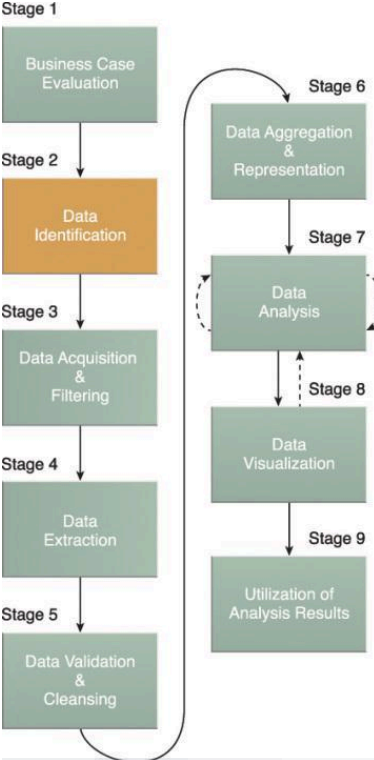 Stage 1
Business Case
Evaluation
Stage 2
Data
Identification
Stage 3
Data Acquisition
&
Filtering
Stage 4
Data
Extraction
Stage 5
Data Validation
&
Cleansing
Stage 6
Data Aggregation
&
Representation
Stage 7
Data
Analysis
Stage 8
Data
Visualization
Stage 9
Utilization of
Analysis Results